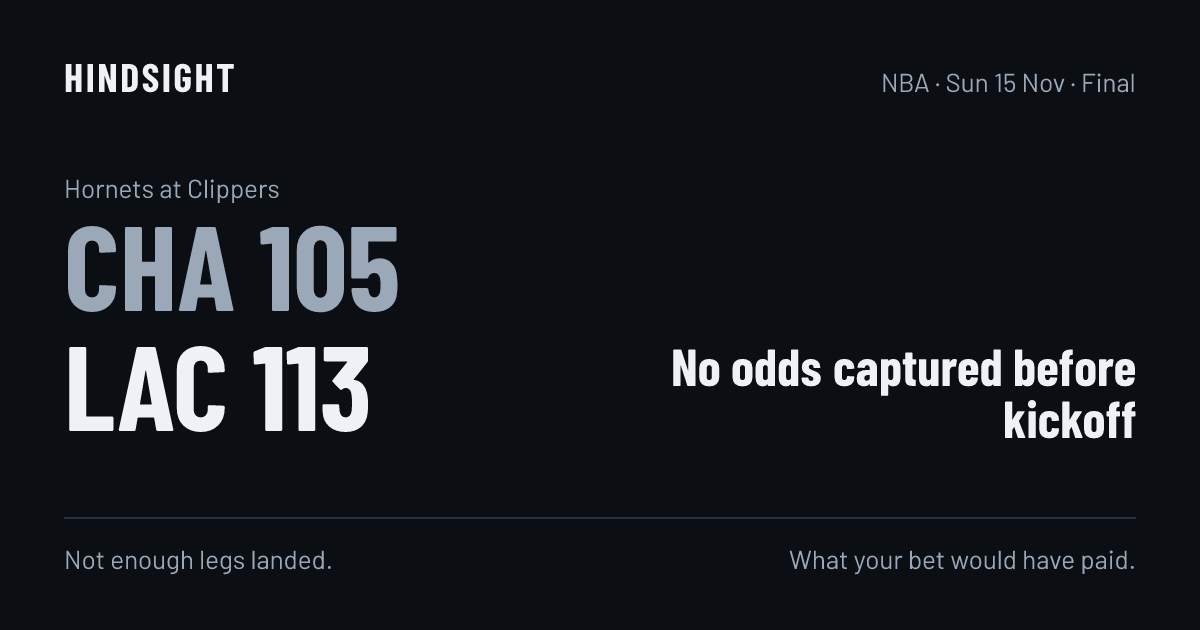 HINDSIGHT
NBA · Sun 15 Nov · Final
Hornets at Clippers
CHA 105
LAC 113
No odds captured before
kickoff
Not enough legs landed.
What your bet would have paid.